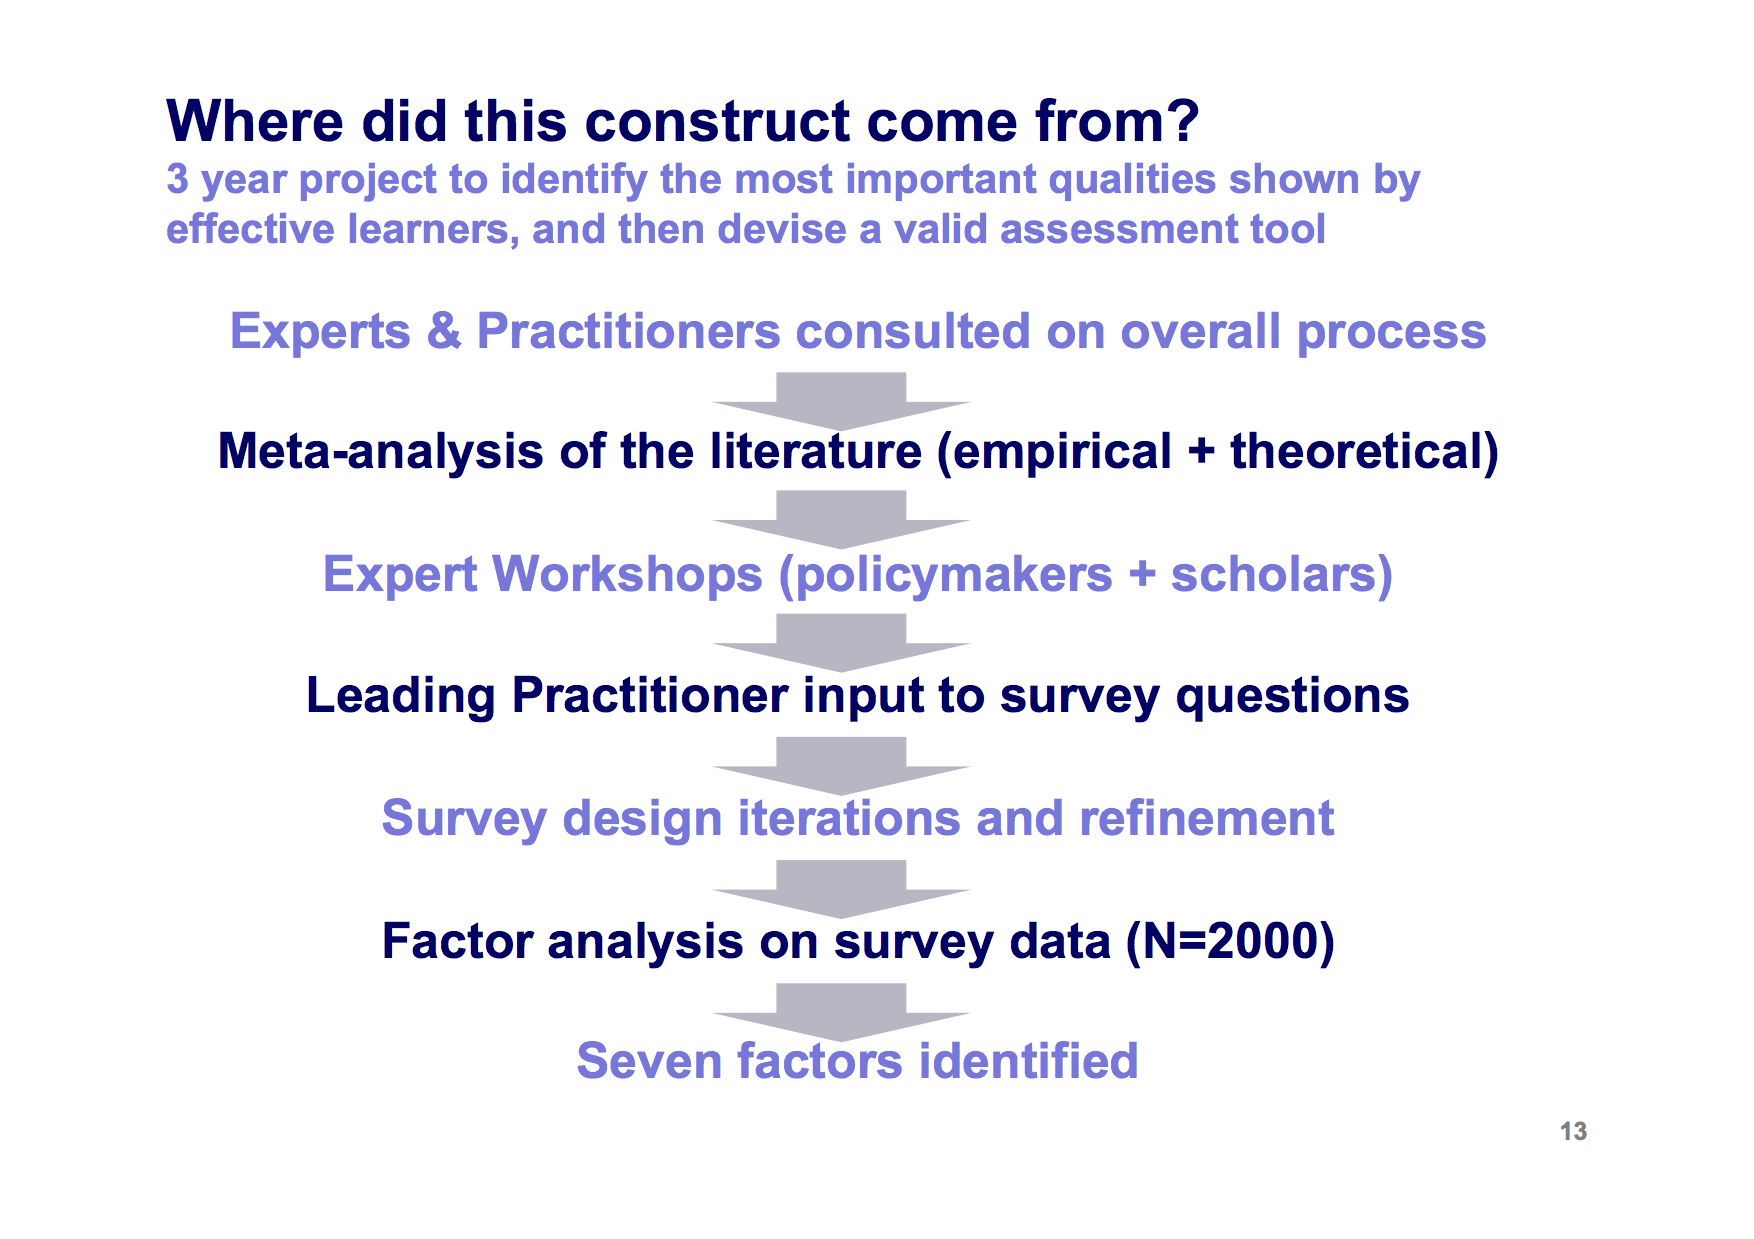 Where did this construct come from?
3 year project to identify the most important qualities shown by
effective learners, and then devise a valid assessment tool
Experts & Practitioners consulted on overall process
Meta-analysis of the literature (empirical + theoretical)
Expert Workshops (policymakers + scholars)
Leading Practitioner input to survey questions
Survey design iterations and refinement
Factor analysis on survey data (N=2000)
Seven factors identified
13